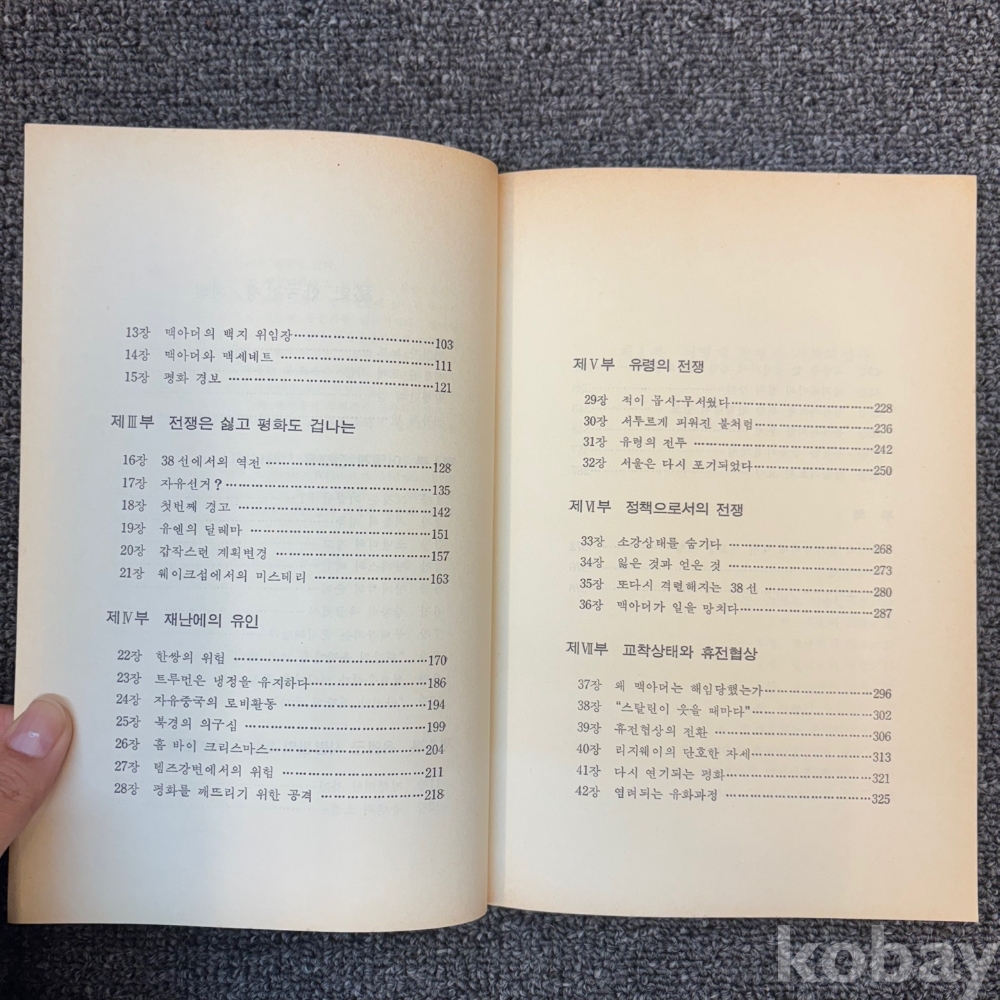 13장 맥아더의 백지 위임장 ……………………… 103
14장 맥아더와 맥세네트 ……………………… 111
15장 평화 경보 ……………………… 121
제Ⅲ부 전쟁은 싫고 평화도 겁나는
16장 38선에서의 역전 ……………………… 128
17장 자유선거? ……………………… 135
18장 첫번째 경고 ……………………… 142
19장 유엔의 딜레마 ……………………… 151
20장 갑작스런 계획변경 ……………………… 157
21장 웨이크섬에서의 미스테리 ……………………… 163
제Ⅳ부 재난에의 유인
22장 한쌍의 위험 ……………………… 170
23장 트루먼은 냉정을 유지하다 ……………………… 186
24장 자유중국의 로비활동 ……………………… 194
25장 북경의 의구심 ……………………… 199
26장 홈 바이 크리스마스 ……………………… 204
27장 템즈강변에서의 위험 ……………………… 211
28장 평화를 깨뜨리기 위한 공격 ……………………… 218
제Ⅴ부 유령의 전쟁
29장 적이 몹시 무서웠다 ……………………… 228
30장 서투르게 피워진 불처럼 ……………………… 236
31장 유령의 전투 ……………………… 242
32장 서울은 다시 포기되었다 ……………………… 250
제Ⅵ부 정책으로서의 전쟁
33장 소강상태를 숨기다 ……………………… 268
34장 잃은 것과 얻은 것 ……………………… 273
35장 또다시 격렬해지는 38선 ……………………… 280
36장 맥아더가 일을 망치다 ……………………… 287
제Ⅶ부 교착상태와 휴전협상
37장 왜 맥아더는 해임당했는가 ……………………… 296
38장 “스탈린이 웃을 때마다” ……………………… 302
39장 휴전협상의 전환 ……………………… 306
40장 리지웨이의 단호한 자세 ……………………… 313
41장 다시 연기되는 평화 ……………………… 321
42장 열려되는 유화과정 ……………………… 325
kobay